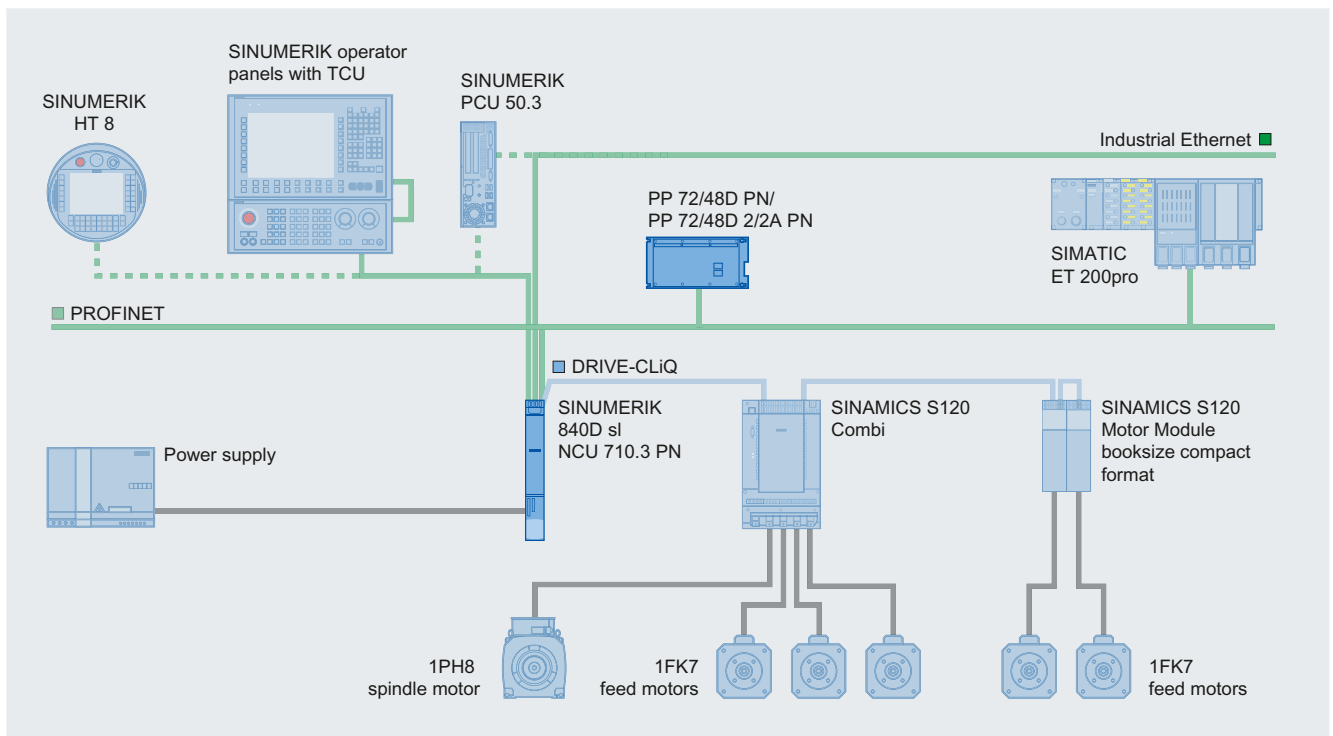 SINUMERIK operator
panels with TCU
SINUMERIK
PCU 50.3
SINUMERIK
HT 8
Industrial Ethernet
PP 72/48D PN/
PP 72/48D 2/2A PN
SIMATIC
ET 200pro
PROFINET
DRIVE-CLiQ
SINUMERIK
840D sl
NCU 710.3 PN
SINAMICS S120
Combi
SINAMICS S120
Motor Module
booksize compact
format
Power supply
1PH8
spindle motor
1FK7
feed motors
1FK7
feed motors